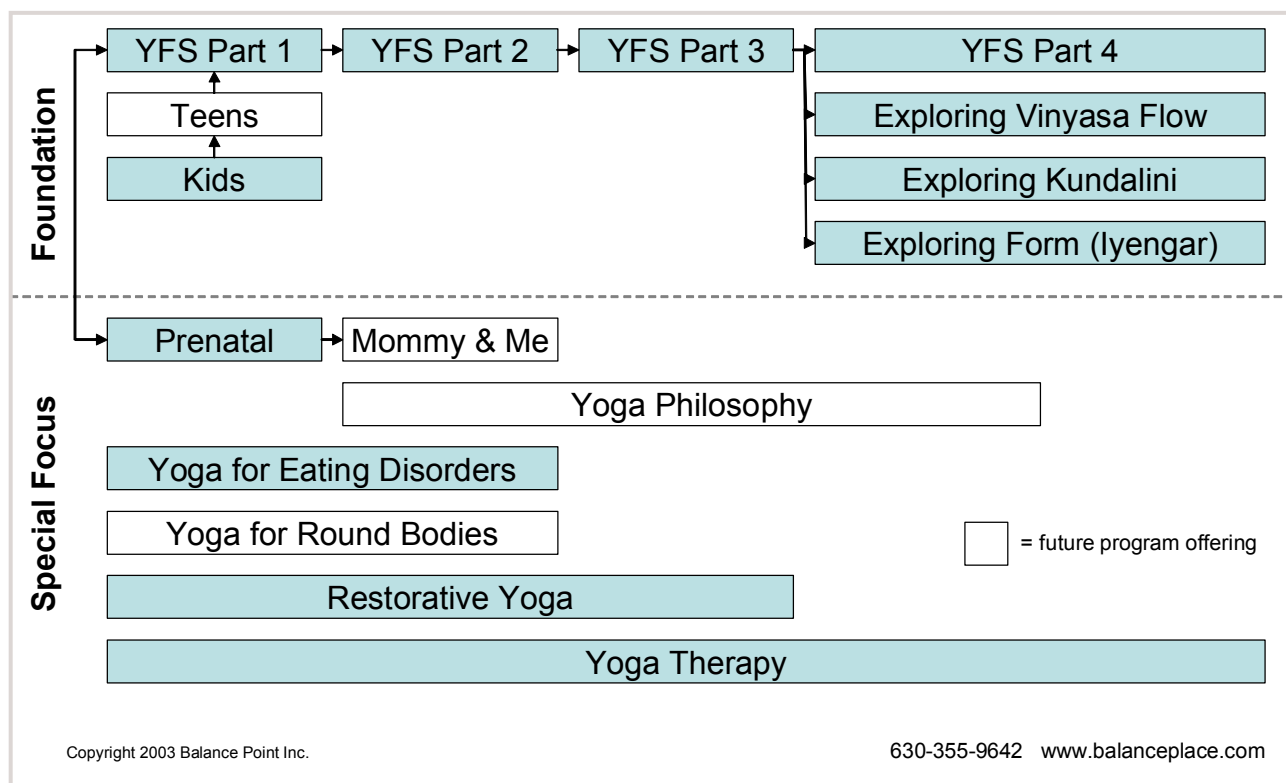 Foundation
YFS Part 1
YFS Part 2
YFS Part 3
YFS Part 4
Teens
Exploring Vinyasa Flow
Kids
Exploring Kundalini
Exploring Form (Iyengar)
Special Focus
Prenatal
Mommy & Me
Yoga Philosophy
Yoga for Eating Disorders
Yoga for Round Bodies
= future program offering
Restorative Yoga
Yoga Therapy
Copyright 2003 Balance Point Inc.
630-355-9642 www.balanceplace.com